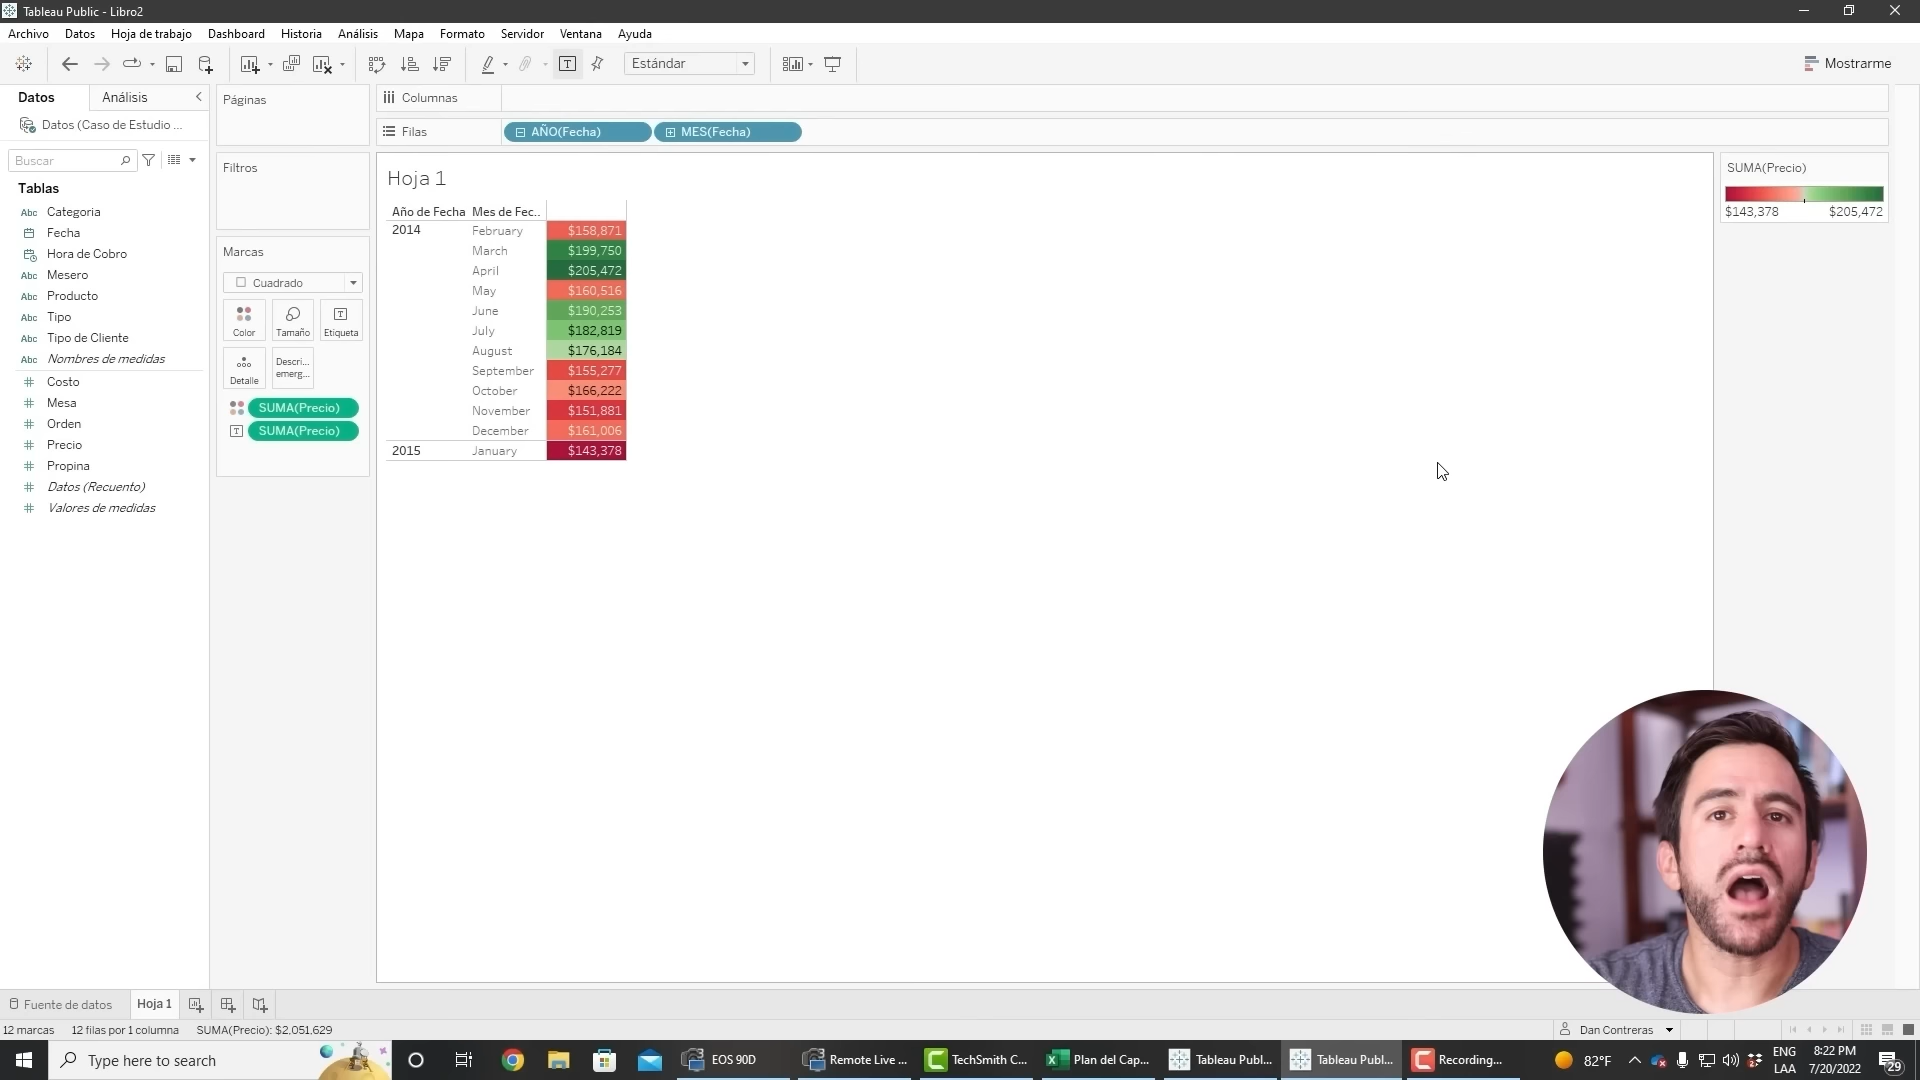 Tableau Public - Libro2
Archivo Datos Hoja de trabajo Dashboard Historia Análisis Mapa Formato Servidor Ventana Ayuda
Estándar
Mostrarme
Datos Análisis
Datos (Caso de Estudio ...
Buscar
Tablas
Abc Categoria
Fecha
Hora de Cobro
Abc Mesero
Abc Producto
Abc Tipo
Abc Tipo de Cliente
Abc Nombres de medidas
Costo
Mesa
Orden
Precio
Propina
Datos (Recuento)
Valores de medidas
Páginas
Filtros
Marcas
Cuadrado
Color Tamaño Etiqueta
Detalle Descri... emerg...
SUMA(Precio)
SUMA(Precio)
Columnas
Filas AÑO(Fecha) MES(Fecha)
Hoja 1
Año de Fecha Mes de Fec..
2014 February $158,871
March $199,750
April $205,472
May $160,516
June $190,253
July $182,819
August $176,184
September $155,277
October $166,222
November $151,881
December $161,006
2015 January $143,378
SUMA(Precio)
$143,378 $205,472
Fuente de datos Hoja 1
12 marcas 12 filas por 1 columna SUMA(Precio): $2,051,629
Dan Contreras
Type here to search
EOS 90D
Remote Live ...
TechSmith C...
Plan del Cap...
Tableau Publ...
Tableau Publ...
Recording...
82°F
ENG
LAA
8:22 PM
7/20/2022
29